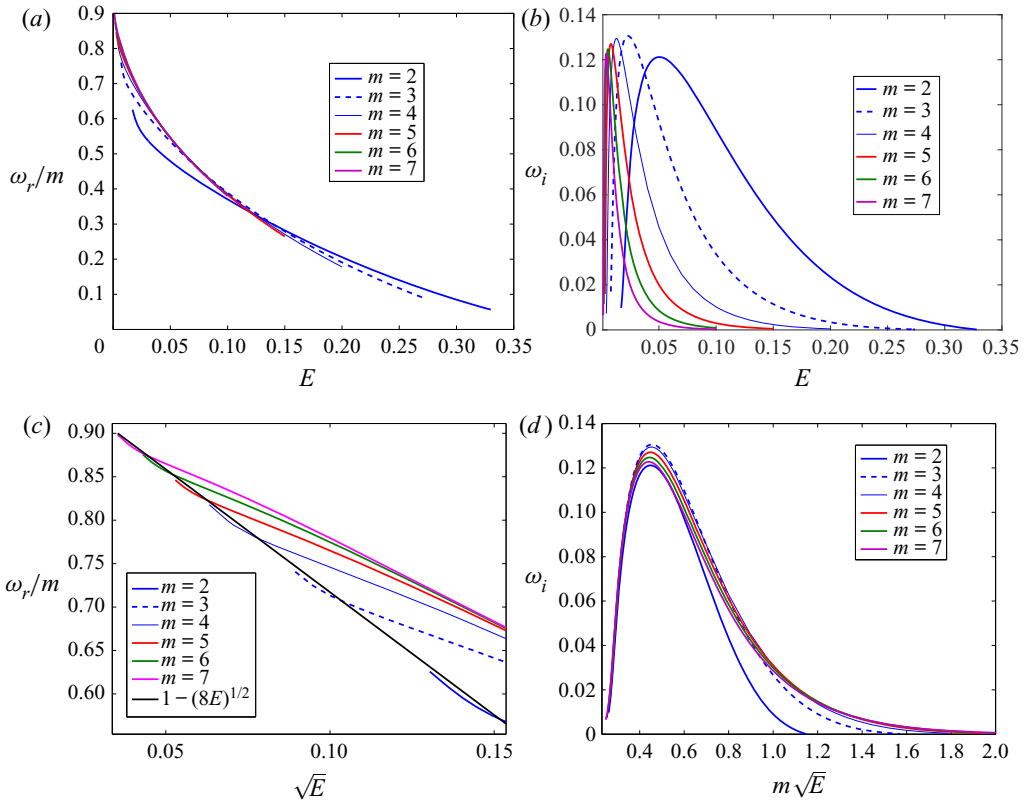 (a)
0.9
0.8
0.7
0.6
0.5
0.4
0.3
0.2
0.1
ω_r/m
m = 2
m = 3
m = 4
m = 5
m = 6
m = 7
0 0.05 0.10 0.15 0.20 0.25 0.30 0.35
E
(b)
0.14
0.12
0.10
0.08
0.06
0.04
0.02
0
ω_i
m = 2
m = 3
m = 4
m = 5
m = 6
m = 7
0.05 0.10 0.15 0.20 0.25 0.30 0.35
E
(c)
0.90
0.85
0.80
0.75
0.70
0.65
0.60
ω_r/m
m = 2
m = 3
m = 4
m = 5
m = 6
m = 7
1 – (8E)^{1/2}
0.05 0.10 0.15
√E
(d)
0.14
0.12
0.10
0.08
0.06
0.04
0.02
0
ω_i
m = 2
m = 3
m = 4
m = 5
m = 6
m = 7
0.4 0.6 0.8 1.0 1.2 1.4 1.6 1.8 2.0
m√E